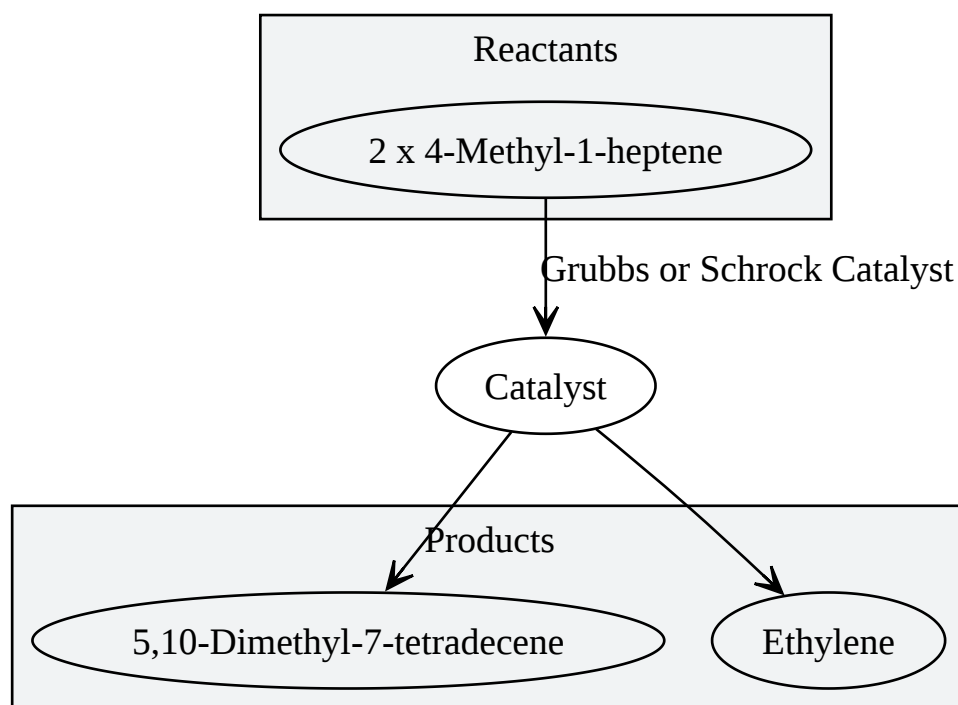 Reactants
2 x 4-Methyl-1-heptene
Grubbs or Schrock Catalyst
Catalyst
Products
5,10-Dimethyl-7-tetradecene
Ethylene